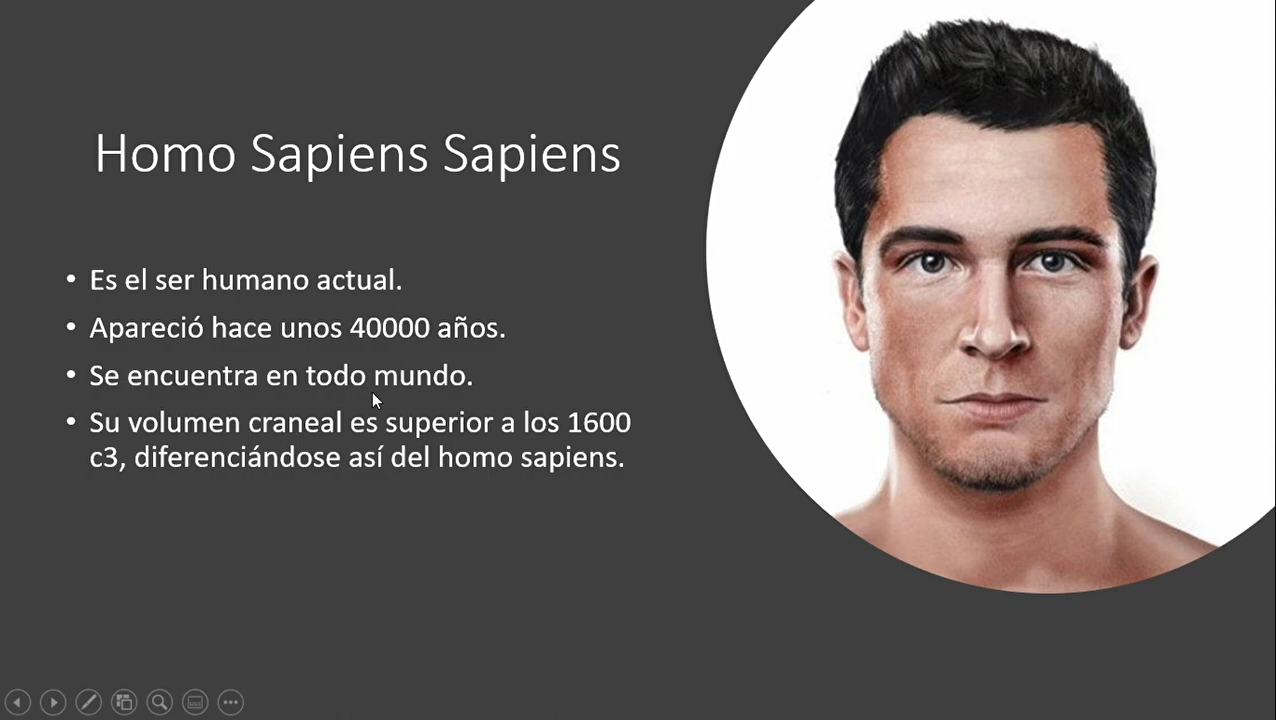 Homo Sapiens Sapiens
• Es el ser humano actual.
• Apareció hace unos 40000 años.
• Se encuentra en todo mundo.
• Su volumen craneal es superior a los 1600
c3, diferenciándose así del homo sapiens.